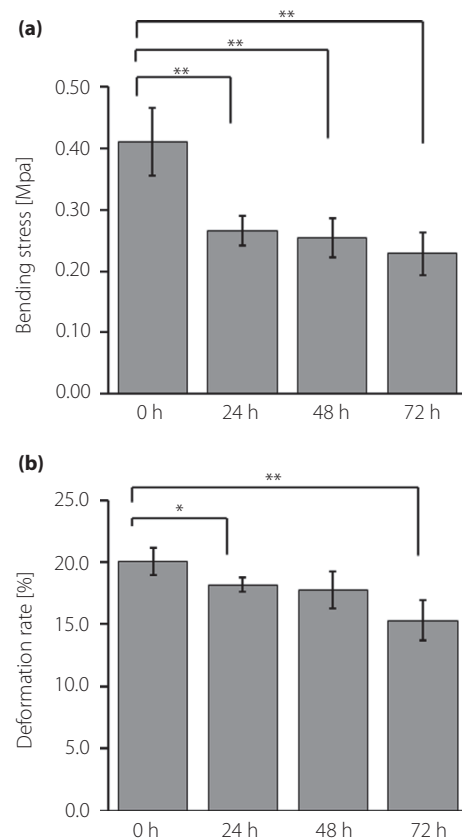 (a)
**
**
**
0.50
0.40
0.30
0.20
0.10
0.00
Bending stress [Mpa]
0 h 24 h 48 h 72 h
(b)
**
*
25.0
20.0
15.0
10.0
5.0
0.0
Deformation rate [%]
0 h 24 h 48 h 72 h